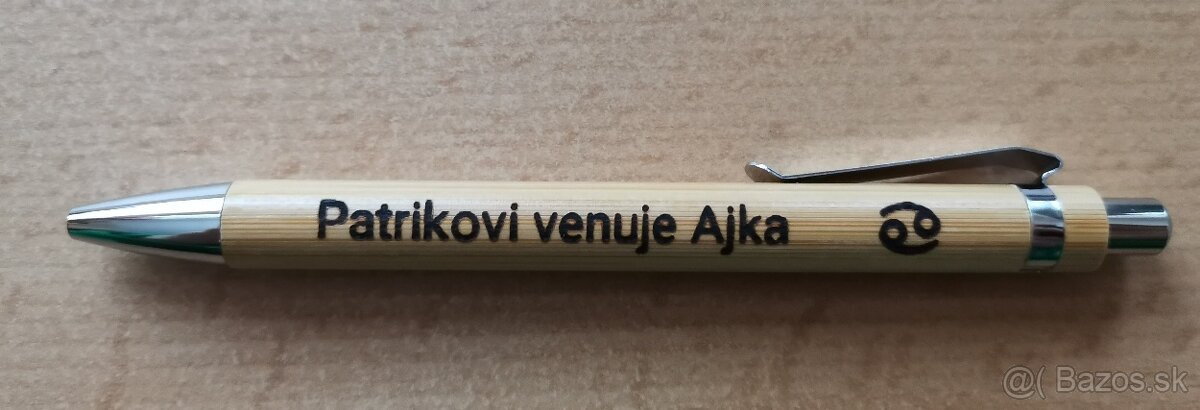 Patrikovi venuje Ajka ♋
@( Bazos.sk